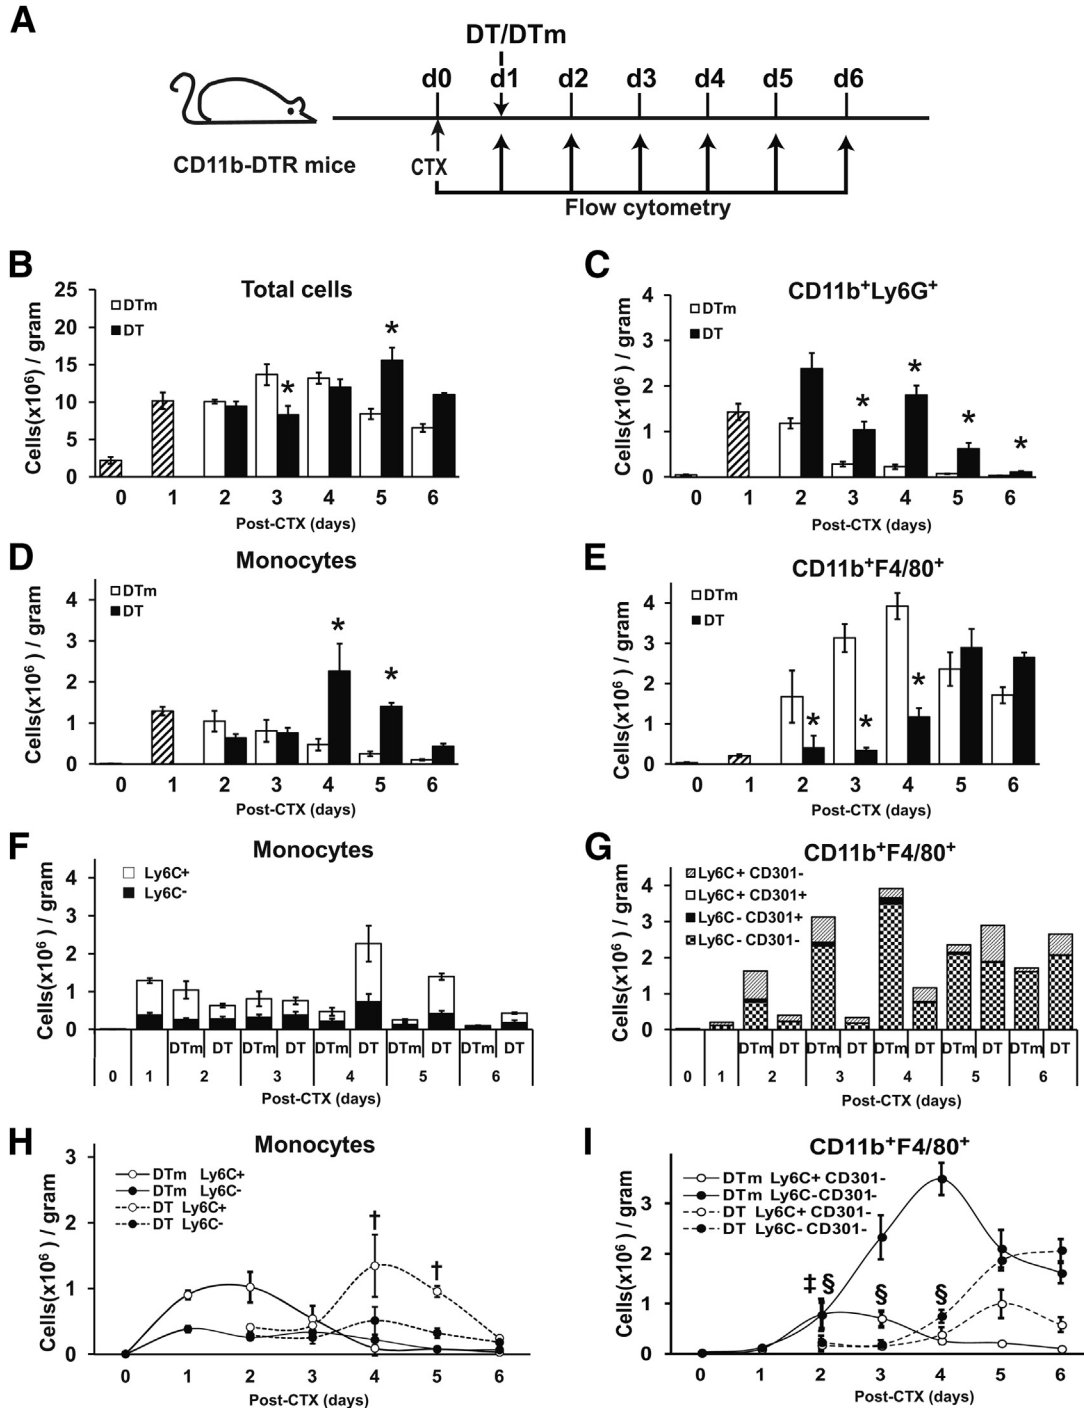 A
DT/DTm
d0 d1 d2 d3 d4 d5 d6
CD11b-DTR mice
CTX
Flow cytometry
B
Total cells
Cells(x10⁶) / gram
25
20
15
10
5
0
DTm
DT
*
*
0 1 2 3 4 5 6
Post-CTX (days)
C
CD11b⁺Ly6G⁺
Cells(x10⁶ ) / gram
4
3
2
1
0
DTm
DT
*
*
*
*
0 1 2 3 4 5 6
Post-CTX (days)
D
Monocytes
Cells(x10⁶ ) / gram
4
3
2
1
0
DTm
DT
*
*
0 1 2 3 4 5 6
Post-CTX (days)
E
CD11b⁺F4/80⁺
Cells(x10⁶ ) / gram
4
3
2
1
0
DTm
DT
*
*
*
0 1 2 3 4 5 6
Post-CTX (days)
F
Monocytes
Cells(x10⁶ ) / gram
4
3
2
1
0
Ly6C+
Ly6C-
DTm DT DTm DT DTm DT DTm DT DTm DT
0 1 2 3 4 5 6
Post-CTX (days)
G
CD11b⁺F4/80⁺
Cells(x10⁶ ) / gram
4
3
2
1
0
Ly6C+ CD301-
Ly6C+ CD301+
Ly6C- CD301+
Ly6C- CD301-
DTm DT DTm DT DTm DT DTm DT DTm DT
0 1 2 3 4 5 6
Post-CTX (days)
H
Monocytes
Cells(x10⁶ ) / gram
3
2
1
0
DTm Ly6C+
DTm Ly6C-
DT Ly6C+
DT Ly6C-
†
†
0 1 2 3 4 5 6
Post-CTX (days)
I
CD11b⁺F4/80⁺
Cells(x10⁶ ) / gram
3
2
1
0
DTm Ly6C+ CD301-
DTm Ly6C-CD301-
DT Ly6C+ CD301-
DT Ly6C- CD301-
‡ §
§
§
0 1 2 3 4 5 6
Post-CTX (days)